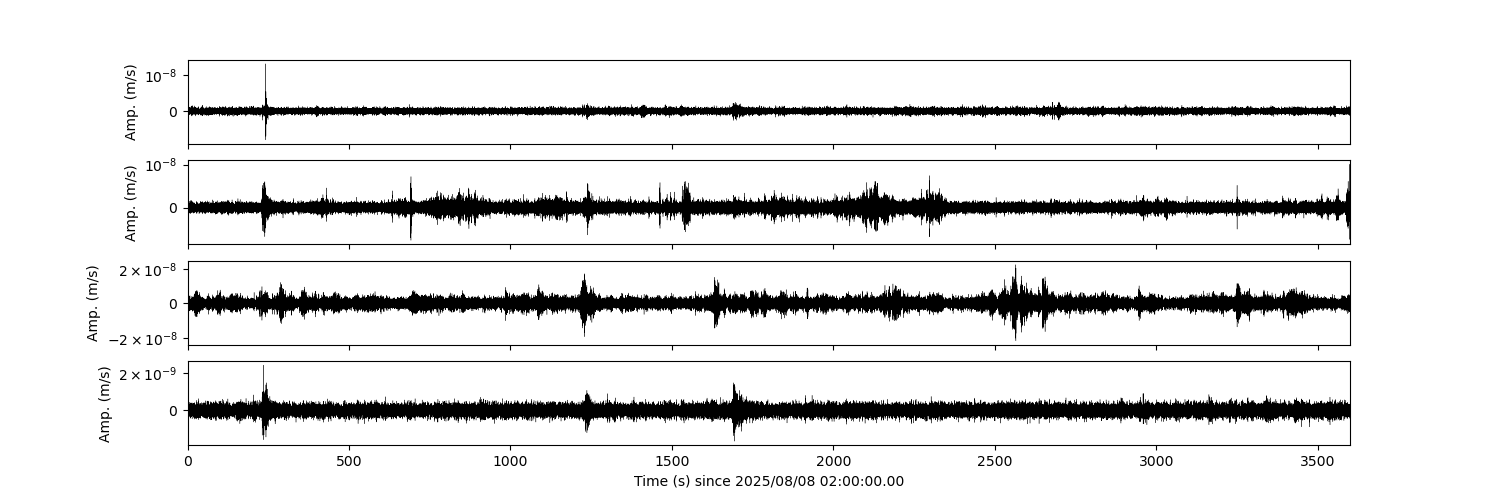 Amp. (m/s)
10⁻⁸
0
Amp. (m/s)
10⁻⁸
0
Amp. (m/s)
2 × 10⁻⁸
0
−2 × 10⁻⁸
Amp. (m/s)
2 × 10⁻⁹
0
0 500 1000 1500 2000 2500 3000 3500
Time (s) since 2025/08/08 02:00:00.00